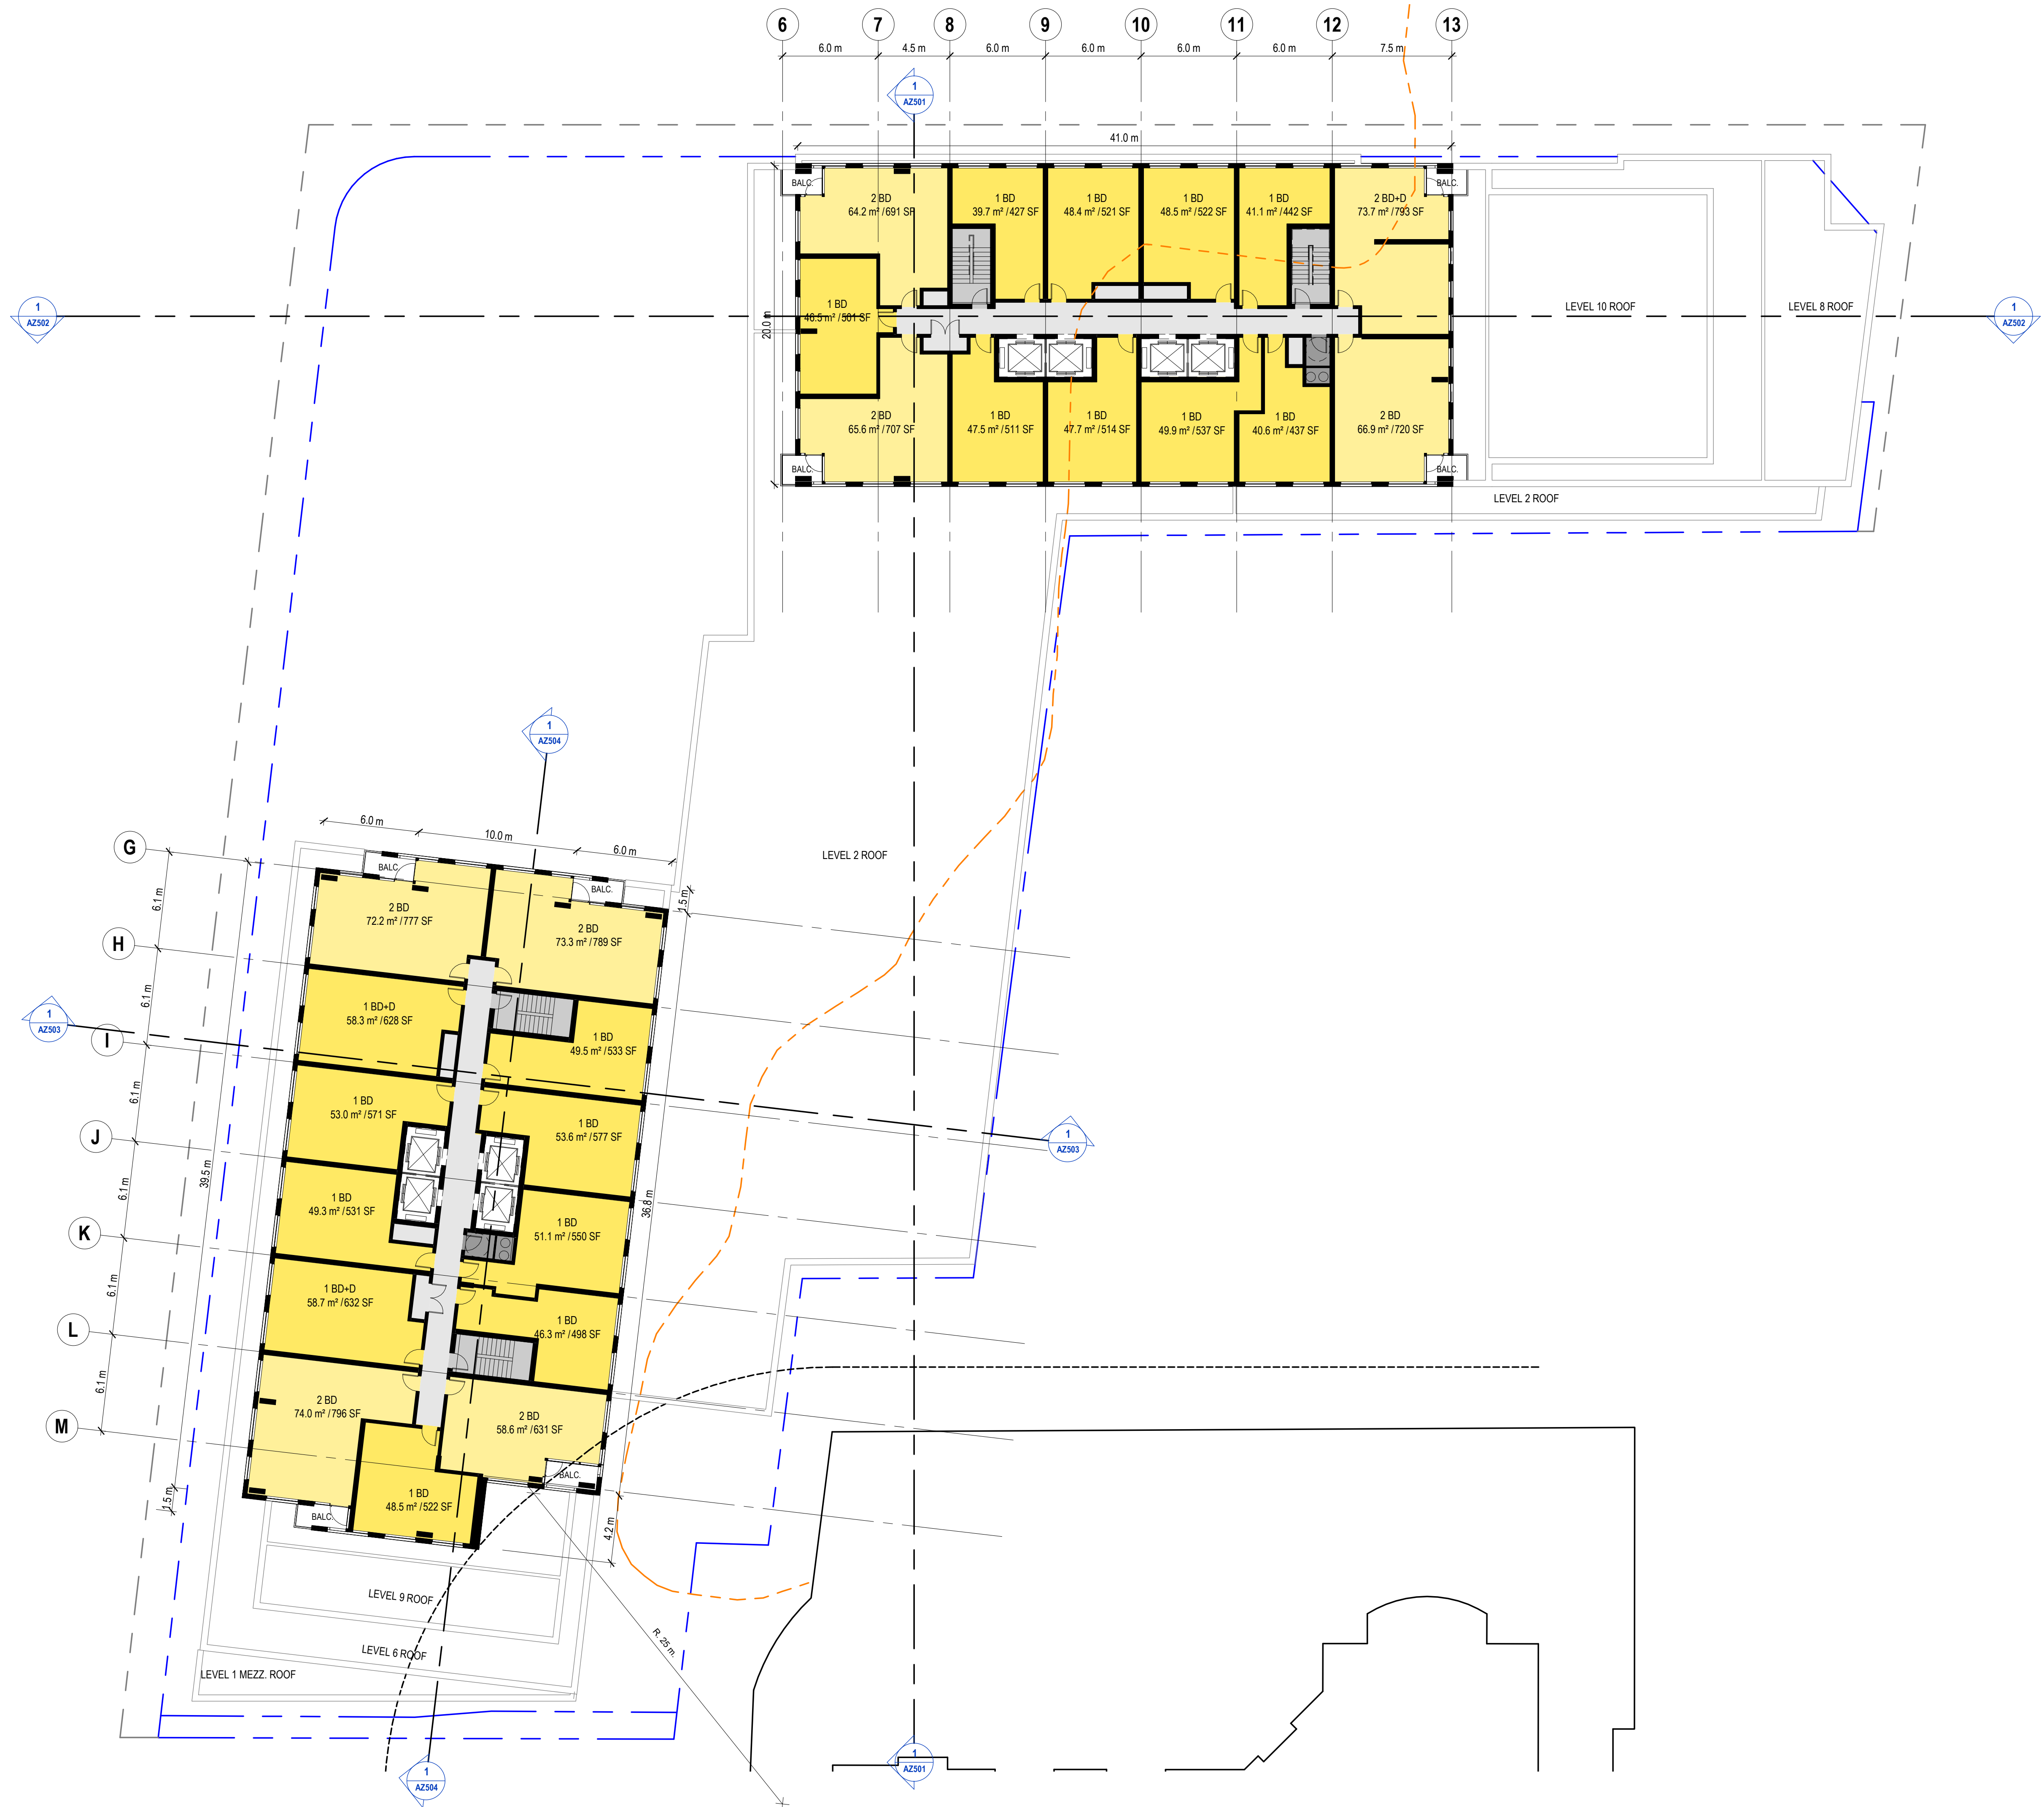 6 7 8 9 10 11 12 13
6.0 m 4.5 m 6.0 m 6.0 m 6.0 m 6.0 m 7.5 m
1
AZ501
41.0 m
BALC.
2 BD
64.2 m² / 691 SF
1 BD
39.7 m² / 427 SF
1 BD
48.4 m² / 521 SF
1 BD
48.5 m² / 522 SF
1 BD
41.1 m² / 442 SF
2 BD+D
73.7 m² / 793 SF
BALC.
1
AZ502
20.0 m
1 BD
46.5 m² / 501 SF
LEVEL 10 ROOF
LEVEL 8 ROOF
1
AZ502
2 BD
65.6 m² / 707 SF
1 BD
47.5 m² / 511 SF
1 BD
47.7 m² / 514 SF
1 BD
49.9 m² / 537 SF
1 BD
40.6 m² / 437 SF
2 BD
66.9 m² / 720 SF
BALC.
BALC.
LEVEL 2 ROOF
1
AZ504
6.0 m
10.0 m
6.0 m
LEVEL 2 ROOF
G
H
I
J
K
L
M
6.1 m
6.1 m
6.1 m
6.1 m
6.1 m
6.1 m
39.5 m
1.5 m
1.5 m
36.8 m
4.2 m
BALC.
BALC.
2 BD
72.2 m² / 777 SF
2 BD
73.3 m² / 789 SF
1 BD+D
58.3 m² / 628 SF
1 BD
49.5 m² / 533 SF
1
AZ503
1 BD
53.0 m² / 571 SF
1 BD
53.6 m² / 577 SF
1
AZ503
1 BD
49.3 m² / 531 SF
1 BD
51.1 m² / 550 SF
1 BD+D
58.7 m² / 632 SF
1 BD
46.3 m² / 498 SF
2 BD
74.0 m² / 796 SF
2 BD
58.6 m² / 631 SF
BALC.
1 BD
48.5 m² / 522 SF
BALC.
LEVEL 9 ROOF
R. 25 m.
LEVEL 6 ROOF
LEVEL 1 MEZZ. ROOF
1
AZ504
1
AZ501